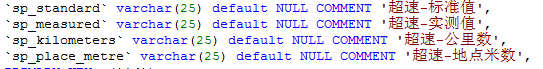 `sp_standard` varchar(25) default NULL COMMENT '超速-标准值',
`sp_measured` varchar(25) default NULL COMMENT '超速-实测值',
`sp_kilometers` varchar(25) default NULL COMMENT '超速-公里数',
`sp_place_metre` varchar(25) default NULL COMMENT '超速-地点米数',